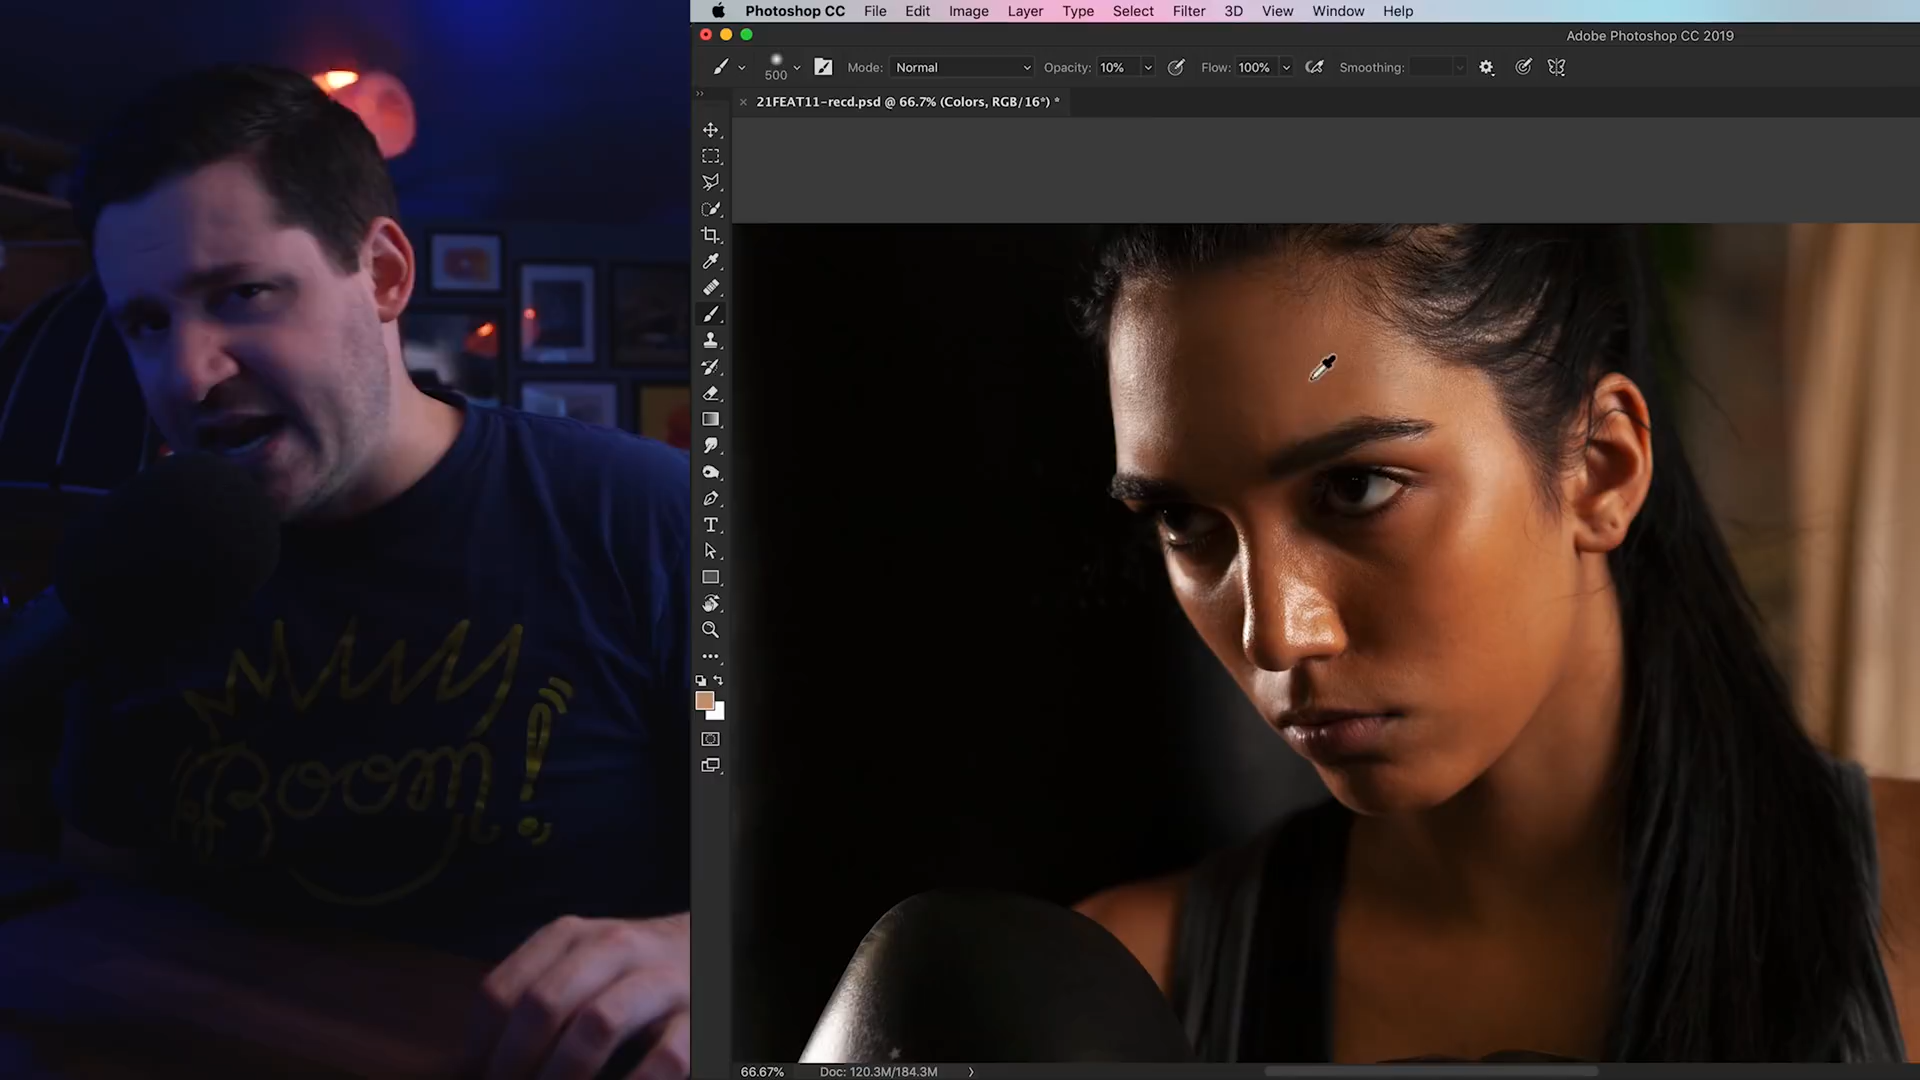 Photoshop CC File Edit Image Layer Type Select Filter 3D View Window Help
Adobe Photoshop CC 2019
500 Mode: Normal Opacity: 10% Flow: 100% Smoothing:
21FEAT11-recd.psd @ 66.7% (Colors, RGB/16*) *
Boom!
66.67% Doc: 120.3M/184.3M